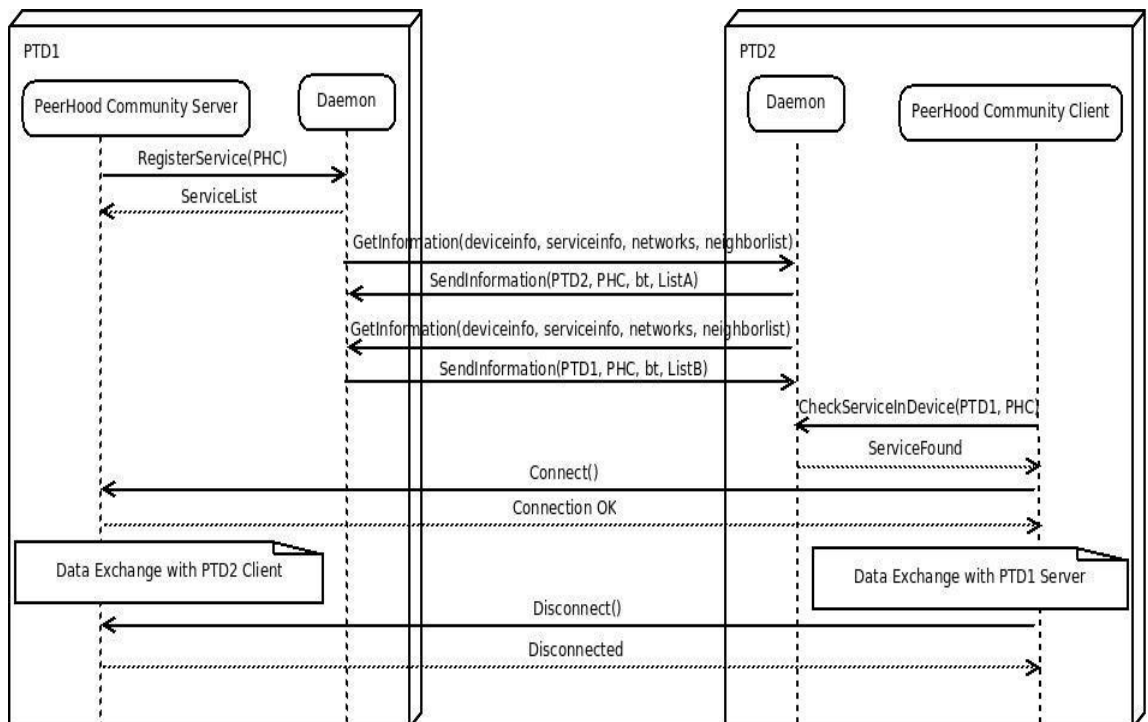 PTD1
PTD2
PeerHood Community Server
Daemon
Daemon
PeerHood Community Client
RegisterService(PHC)
ServiceList
GetInformation(deviceinfo, serviceinfo, networks, neighborlist)
SendInformation(PTD2, PHC, bt, ListA)
GetInformation(deviceinfo, serviceinfo, networks, neighborlist)
SendInformation(PTD1, PHC, bt, ListB)
CheckServiceInDevice(PTD1, PHC)
ServiceFound
Connect()
Connection OK
Data Exchange with PTD2 Client
Data Exchange with PTD1 Server
Disconnect()
Disconnected